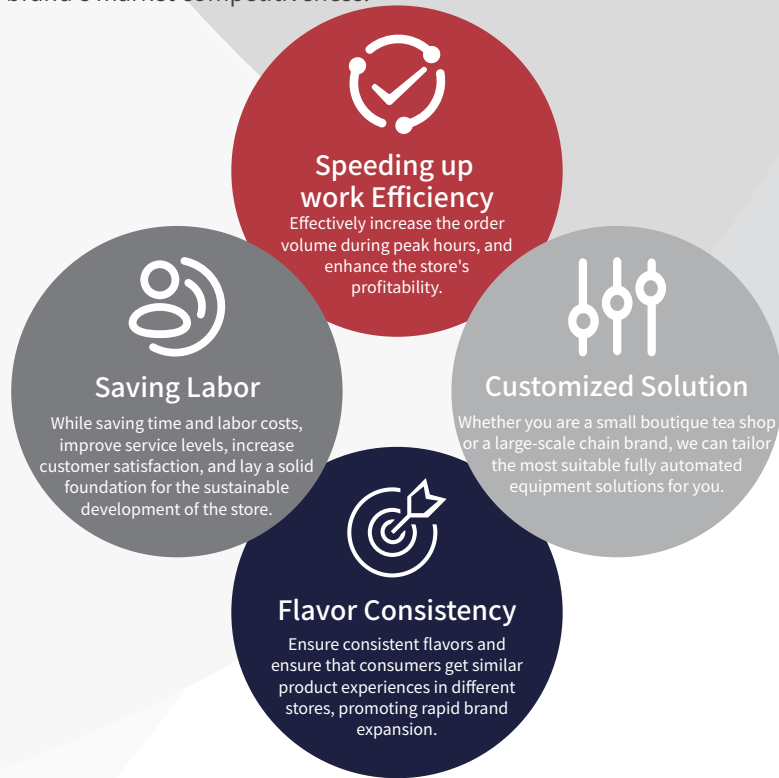 brand's market competitiveness.
Speeding up
work Efficiency
Effectively increase the order
volume during peak hours, and
enhance the store's
profitability.
Saving Labor
While saving time and labor costs,
improve service levels, increase
customer satisfaction, and lay a solid
foundation for the sustainable
development of the store.
Customized Solution
Whether you are a small boutique tea shop
or a large-scale chain brand, we can tailor
the most suitable fully automated
equipment solutions for you.
Flavor Consistency
Ensure consistent flavors and
ensure that consumers get similar
product experiences in different
stores, promoting rapid brand
expansion.